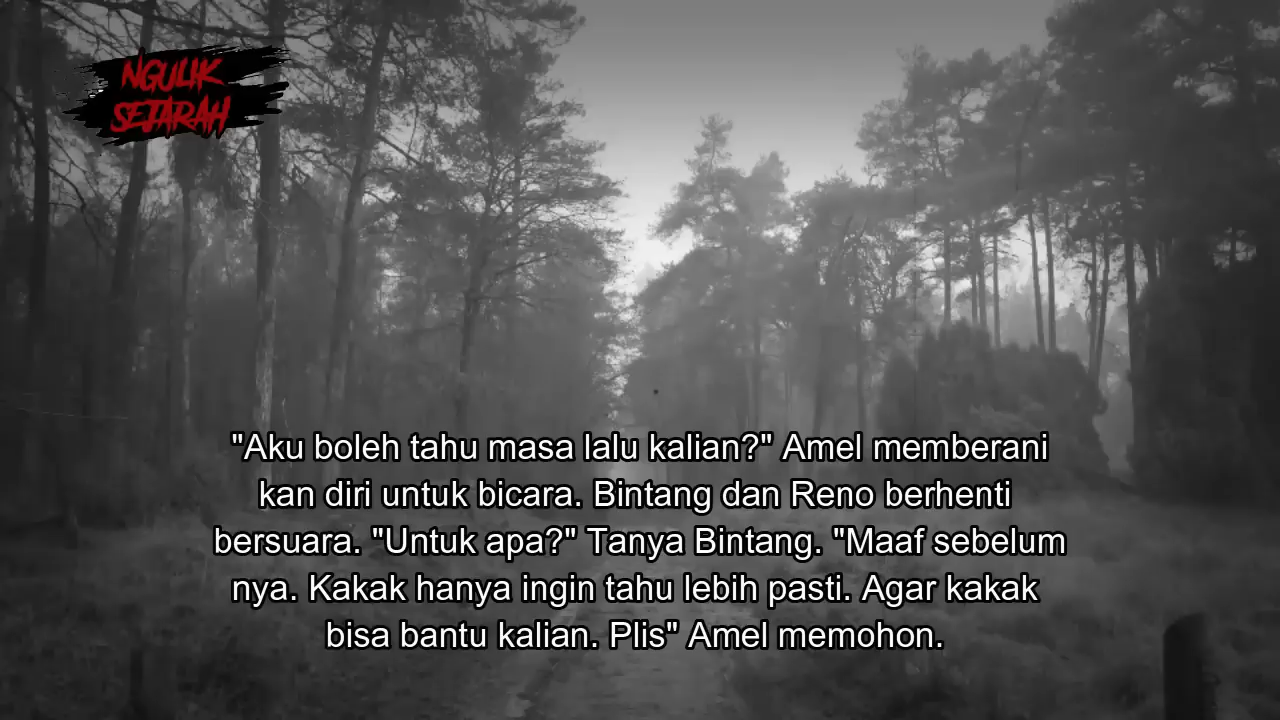 NGULIK
SEJARAH
"Aku boleh tahu masa lalu kalian?" Amel memberani
kan diri untuk bicara. Bintang dan Reno berhenti
bersuara. "Untuk apa?" Tanya Bintang. "Maaf sebelum
nya. Kakak hanya ingin tahu lebih pasti. Agar kakak
bisa bantu kalian. Plis" Amel memohon.